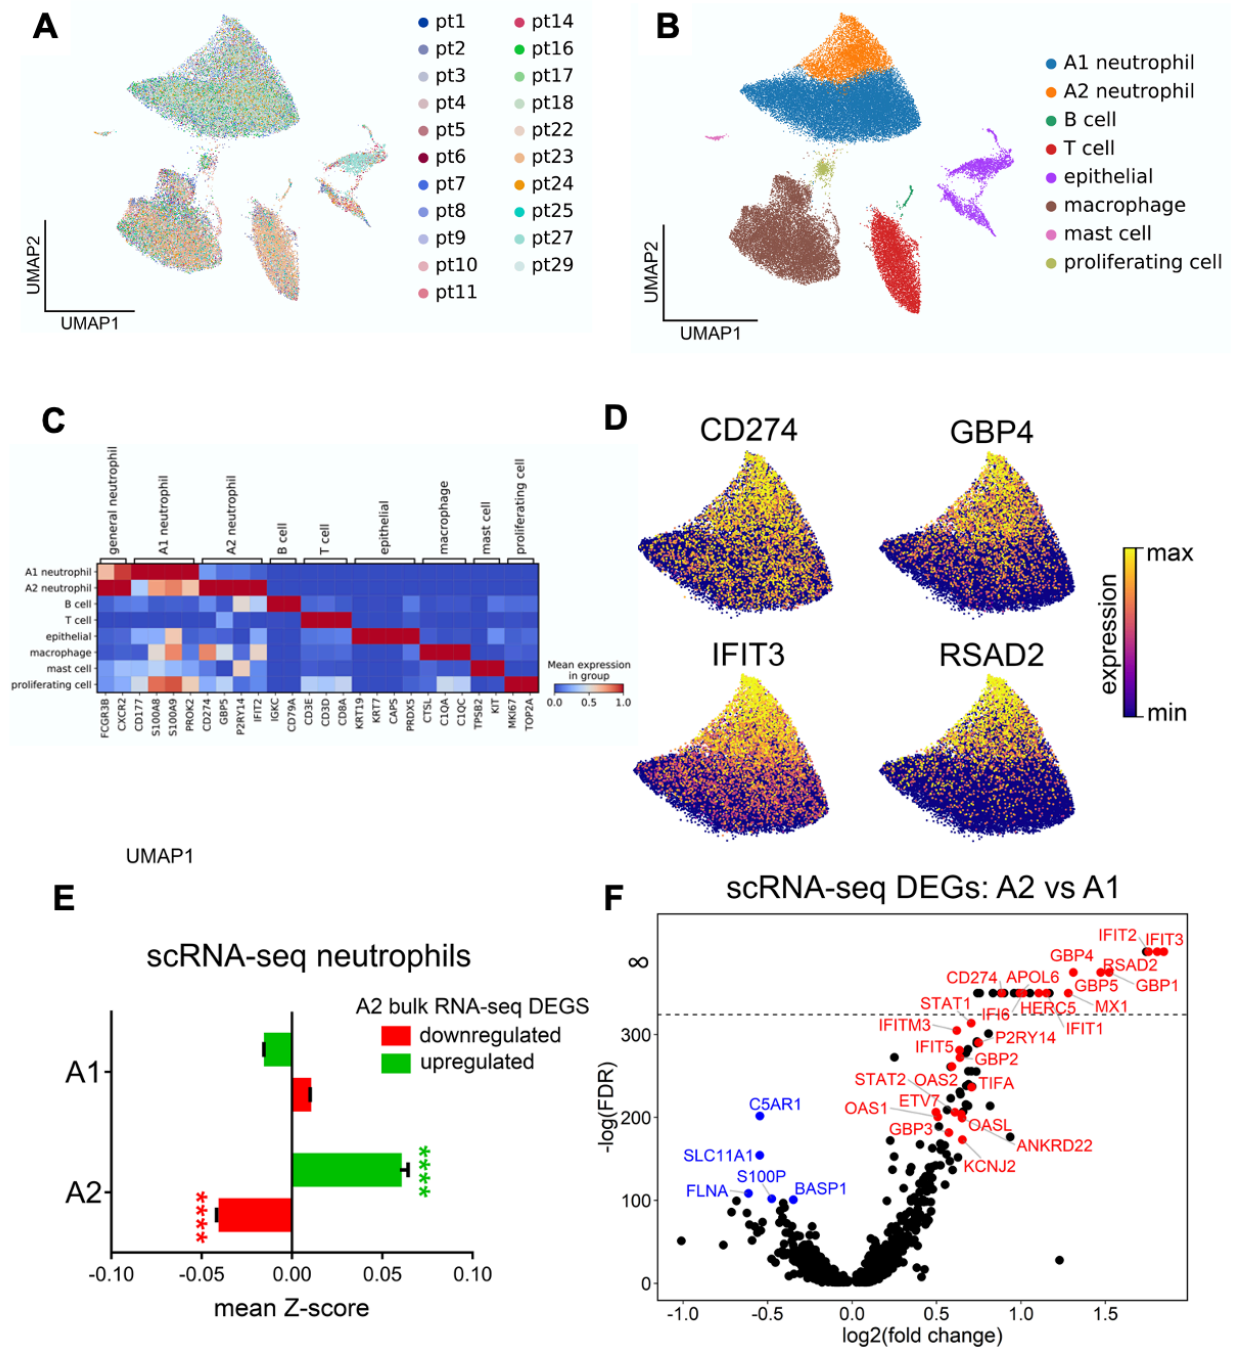 A
pt1
pt2
pt3
pt4
pt5
pt6
pt7
pt8
pt9
pt10
pt11
pt14
pt16
pt17
pt18
pt22
pt23
pt24
pt25
pt27
pt29
UMAP2
UMAP1
B
A1 neutrophil
A2 neutrophil
B cell
T cell
epithelial
macrophage
mast cell
proliferating cell
UMAP2
UMAP1
C
general neutrophil
A1 neutrophil
A2 neutrophil
B cell
T cell
epithelial
macrophage
mast cell
proliferating cell
A1 neutrophil
A2 neutrophil
B cell
T cell
epithelial
macrophage
mast cell
proliferating cell
FCGR3B
CXCR2
CD177
S100A8
S100A9
PROK2
CD274
GBP5
P2RY14
IFIT2
IGKC
CD79A
CD3E
CD3D
CD8A
KRT19
KRT7
CAPS
PRDX5
CTSL
C1QA
C1QC
TPSB2
KIT
MKI67
TOP2A
Mean expression
in group
0.0
0.5
1.0
UMAP1
D
CD274
GBP4
IFIT3
RSAD2
expression
max
min
E
scRNA-seq neutrophils
A2 bulk RNA-seq DEGS
downregulated
upregulated
A1
A2
****
****
-0.10 -0.05 0.00 0.05 0.10
mean Z-score
F
scRNA-seq DEGs: A2 vs A1
IFIT2 IFIT3
GBP4 RSAD2
CD274 APOL6 GBP5 GBP1
STAT1 IFI6 HERC5 MX1
IFITM3 P2RY14 IFIT1
IFIT5 GBP2
STAT2 OAS2 TIFA
C5AR1 ETV7
OAS1 OASL
GBP3 ANKRD22
SLC11A1 KCNJ2
S100P
FLNA BASP1
∞
300
200
100
0
-log(FDR)
-1.0 -0.5 0.0 0.5 1.0 1.5
log2(fold change)